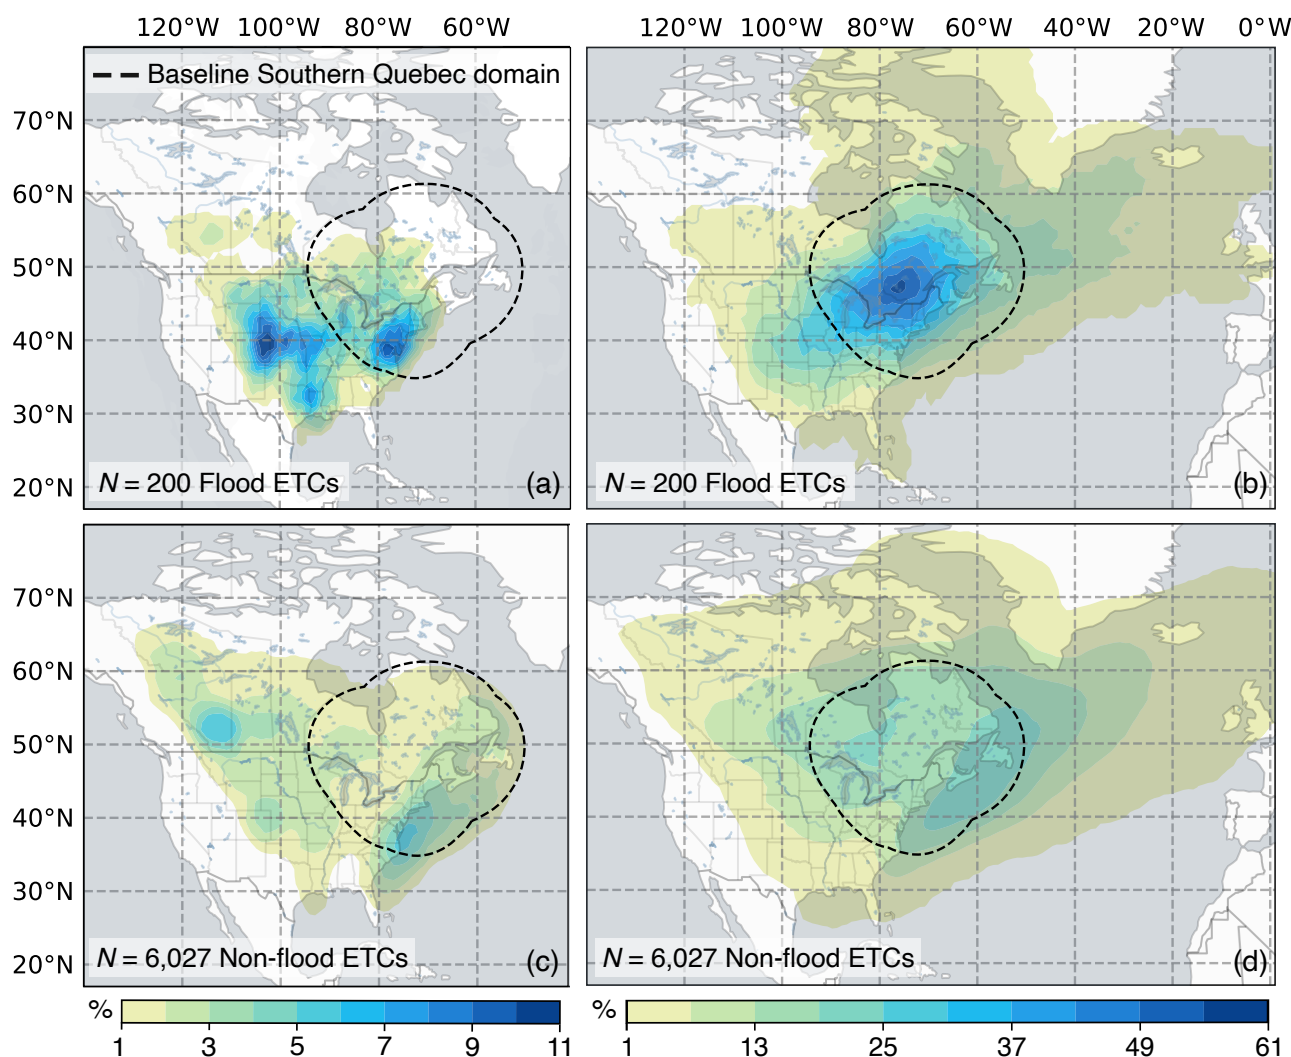 120°W 100°W 80°W 60°W 120°W 100°W 80°W 60°W 40°W 20°W 0°W
Baseline Southern Quebec domain
70°N
60°N
50°N
40°N
30°N
20°N
N = 200 Flood ETCs (a)
N = 200 Flood ETCs (b)
70°N
60°N
50°N
40°N
30°N
20°N
N = 6,027 Non-flood ETCs (c)
N = 6,027 Non-flood ETCs (d)
% 1 3 5 7 9 11
% 1 13 25 37 49 61